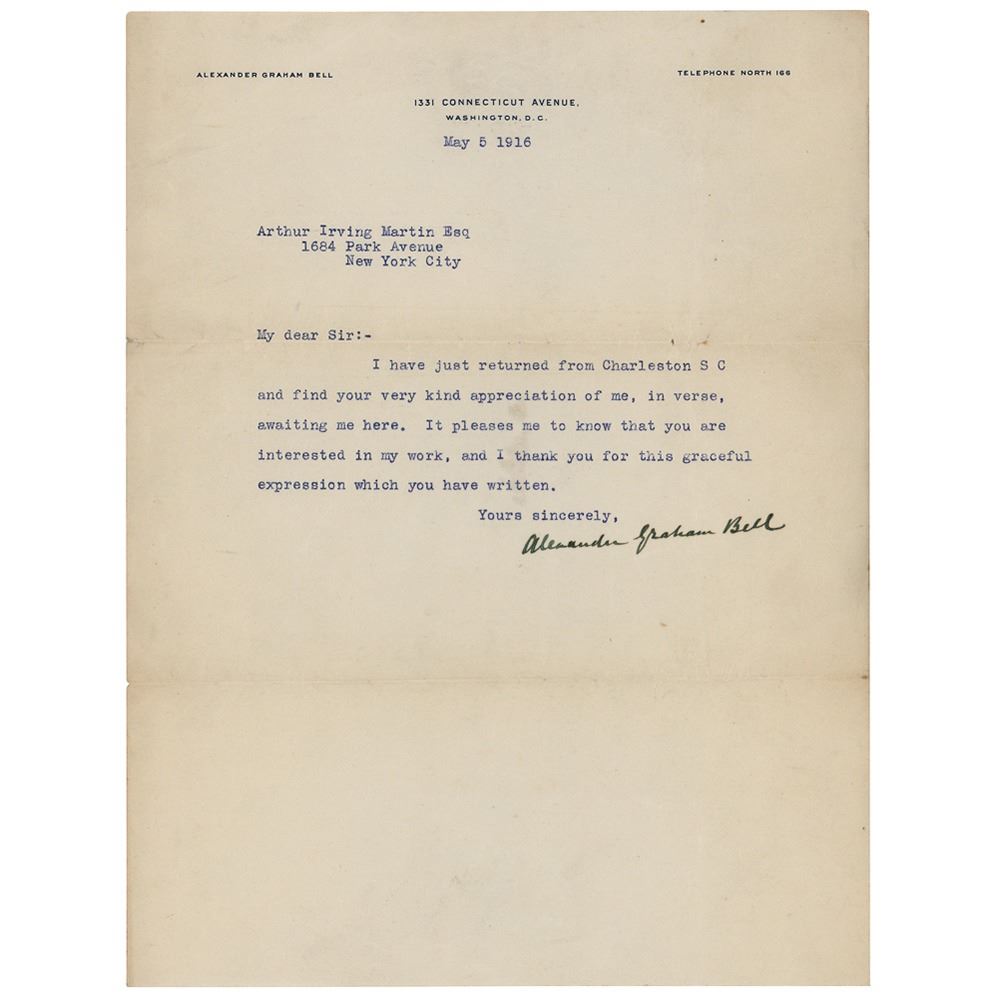 ALEXANDER GRAHAM BELL
TELEPHONE NORTH 166
1331 CONNECTICUT AVENUE,
WASHINGTON, D.C.
May 5 1916
Arthur Irving Martin Esq
1684 Park Avenue
New York City
My dear Sir:-
I have just returned from Charleston S C
and find your very kind appreciation of me, in verse,
awaiting me here. It pleases me to know that you are
interested in my work, and I thank you for this graceful
expression which you have written.
Yours sincerely,
Alexander Graham Bell